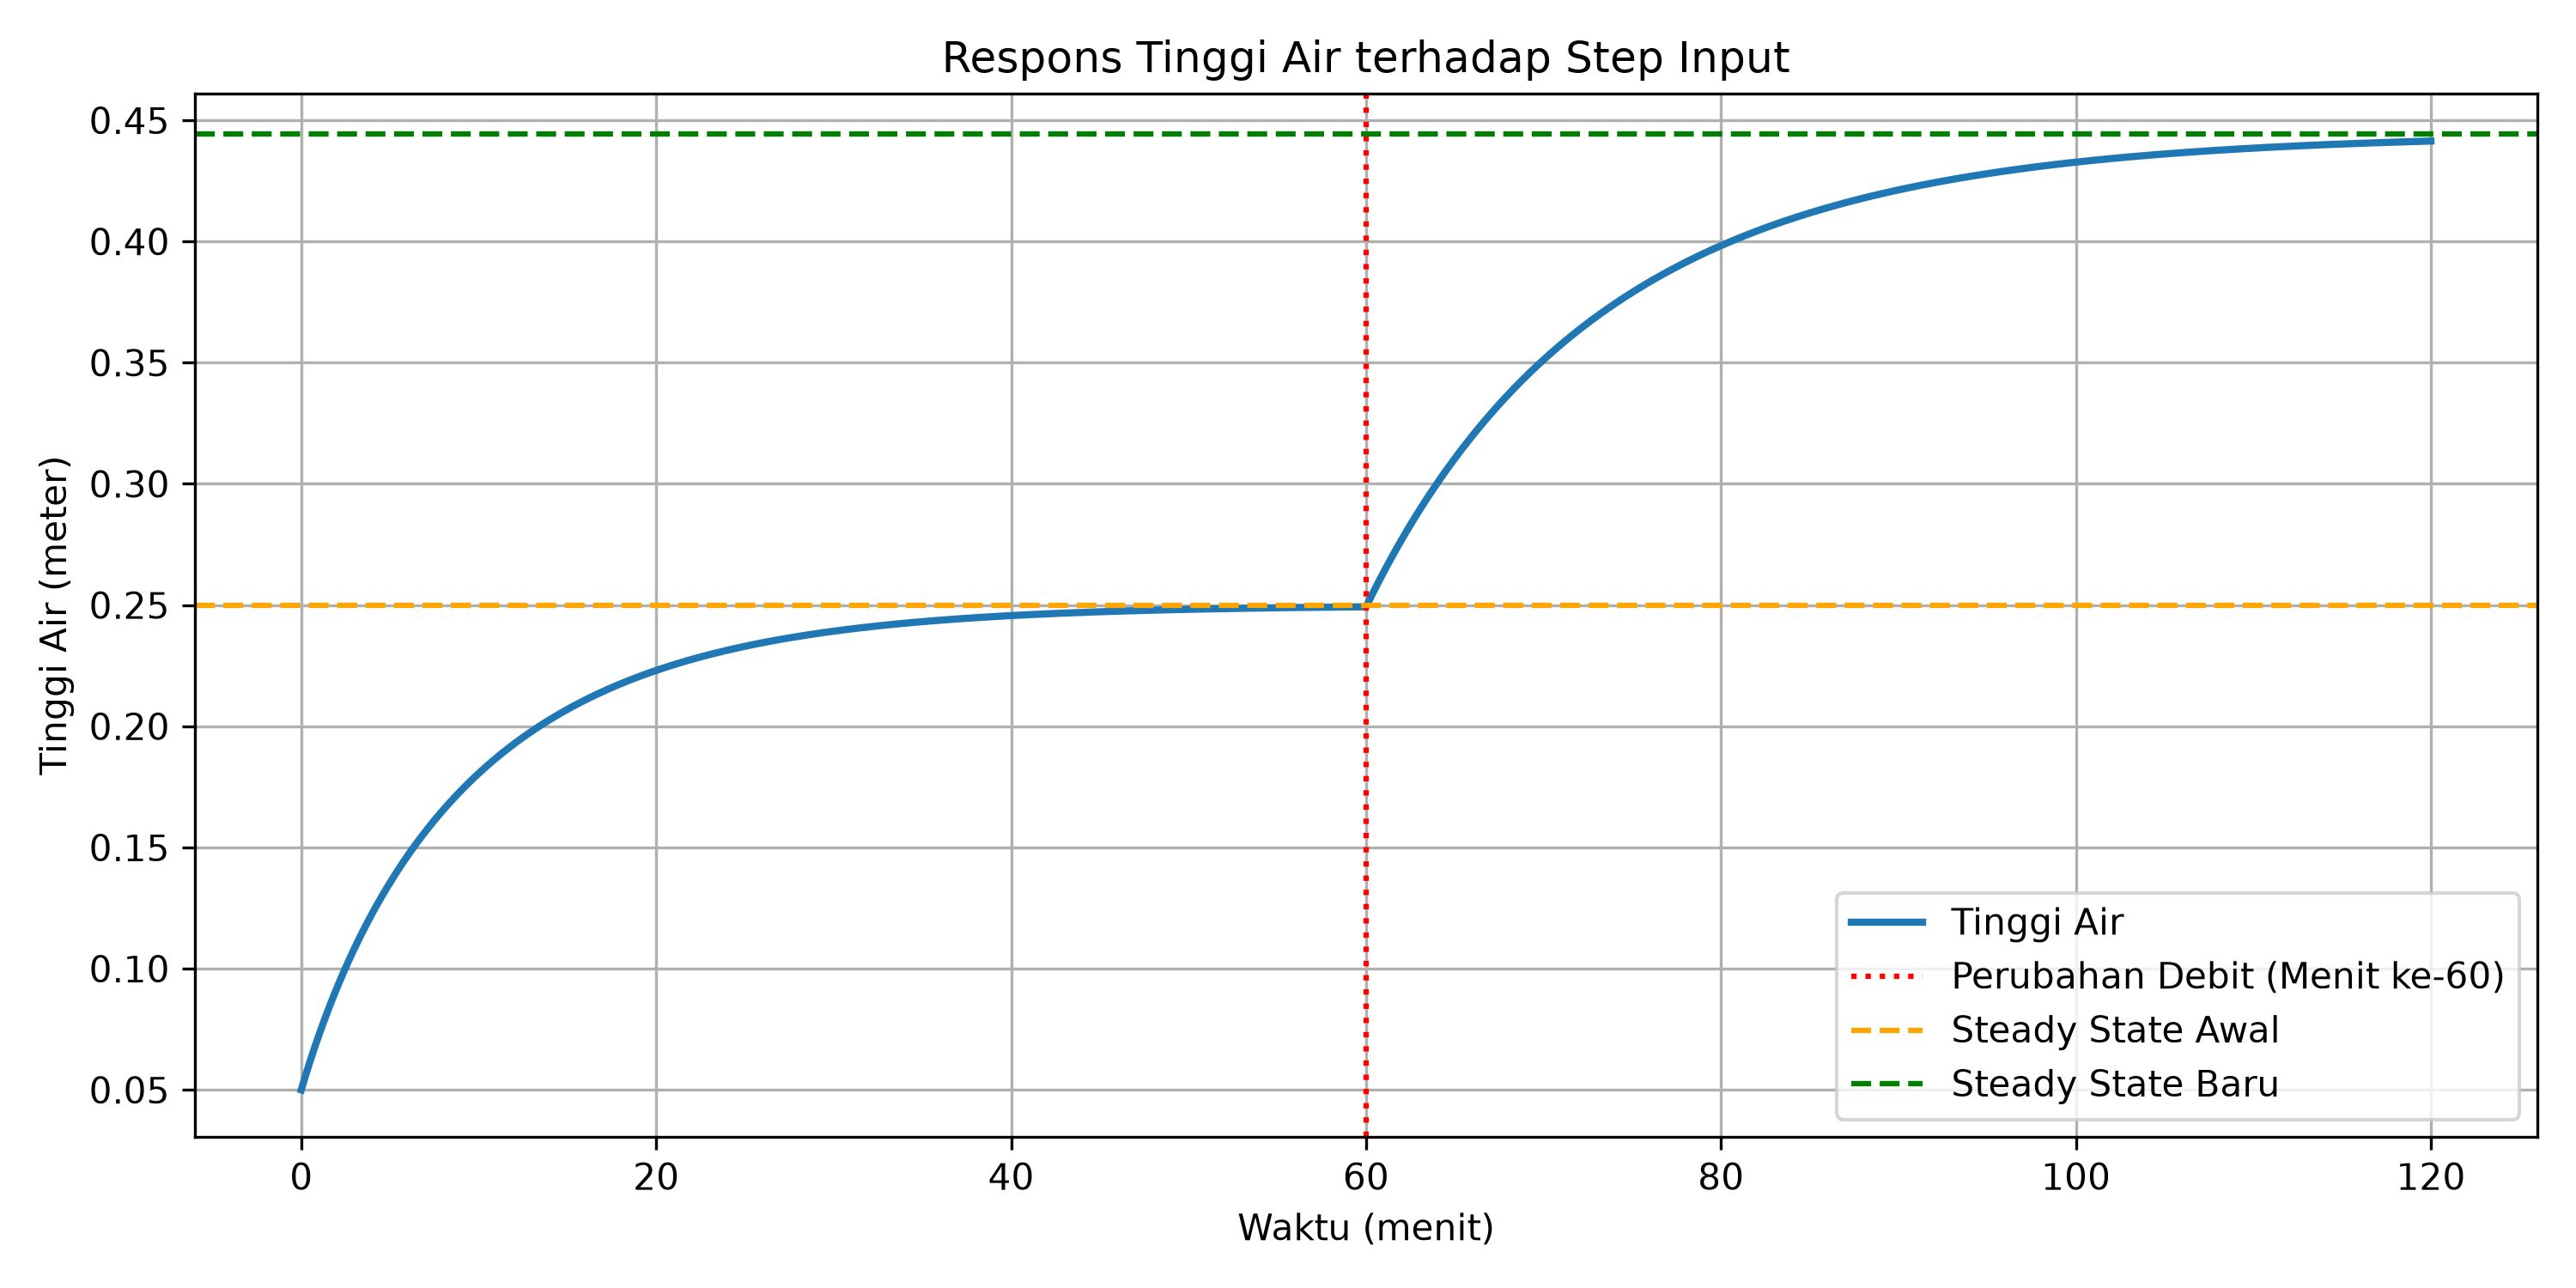 Respons Tinggi Air terhadap Step Input
Tinggi Air (meter)
0.45
0.40
0.35
0.30
0.25
0.20
0.15
0.10
0.05
0 20 40 60 80 100 120
Waktu (menit)
Tinggi Air
Perubahan Debit (Menit ke-60)
Steady State Awal
Steady State Baru